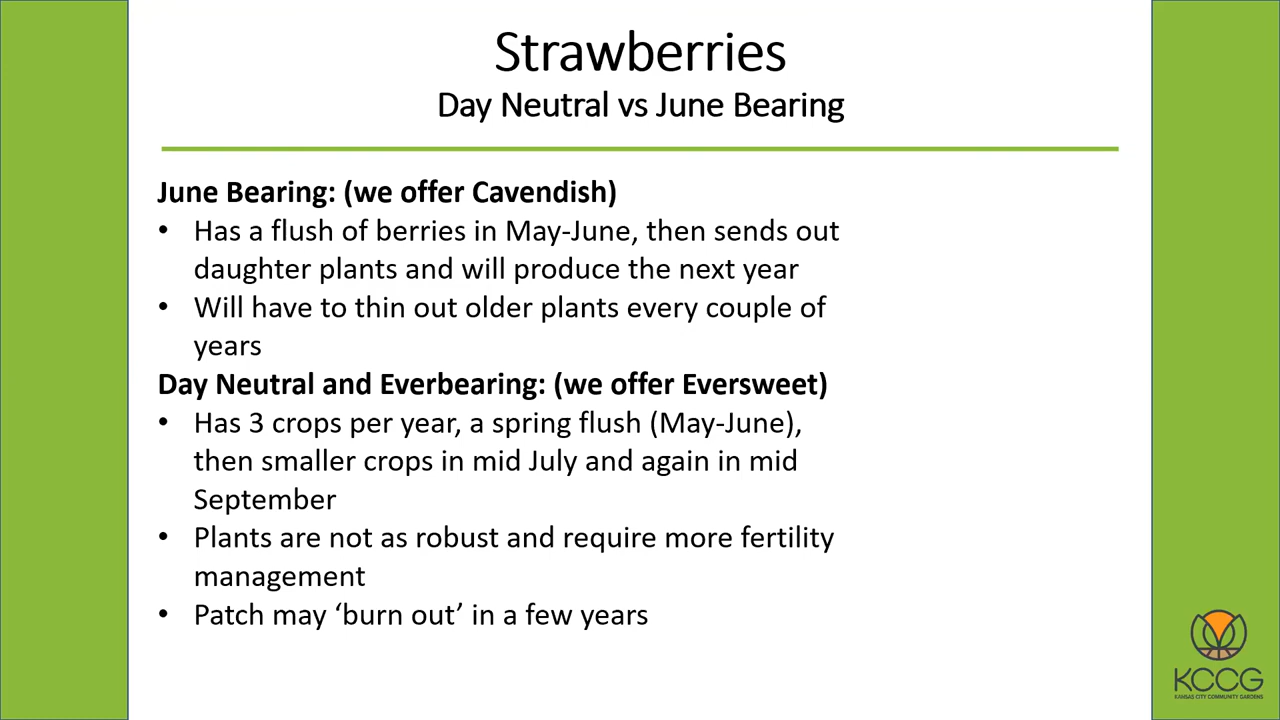 Strawberries
Day Neutral vs June Bearing
June Bearing: (we offer Cavendish)
• Has a flush of berries in May-June, then sends out
daughter plants and will produce the next year
• Will have to thin out older plants every couple of
years
Day Neutral and Everbearing: (we offer Eversweet)
• Has 3 crops per year, a spring flush (May-June),
then smaller crops in mid July and again in mid
September
• Plants are not as robust and require more fertility
management
• Patch may ‘burn out’ in a few years
KCCG
KANSAS CITY COMMUNITY GARDENS